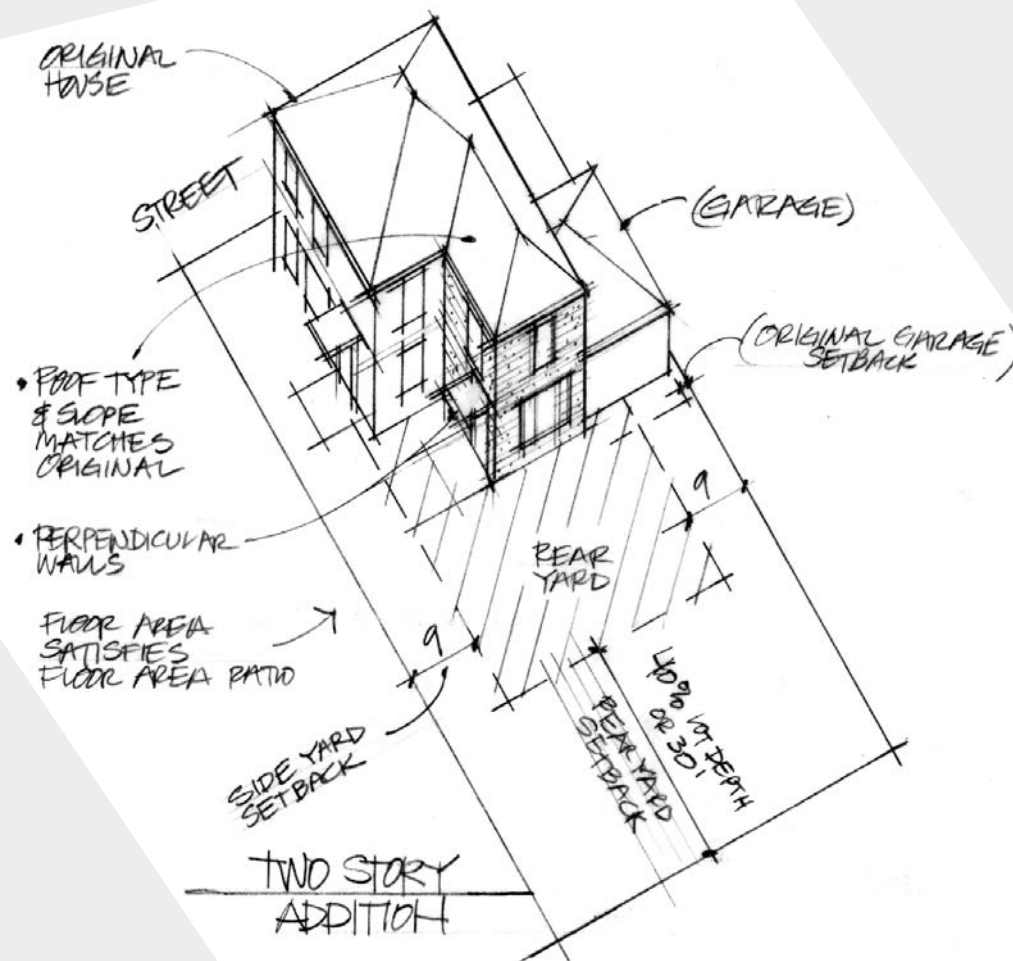 ORIGINAL
HOUSE
STREET
(GARAGE)
(ORIGINAL GARAGE)
SETBACK
• ROOF TYPE
& SLOPE
MATCHES
ORIGINAL
• PERPENDICULAR
WALLS
FLOOR AREA
SATISFIES
FLOOR AREA RATIO
9
9
REAR
YARD
SIDE YARD
SETBACK
REAR YARD
SETBACK
40% LOT DEPTH
OR 30'
TWO STORY
ADDITION